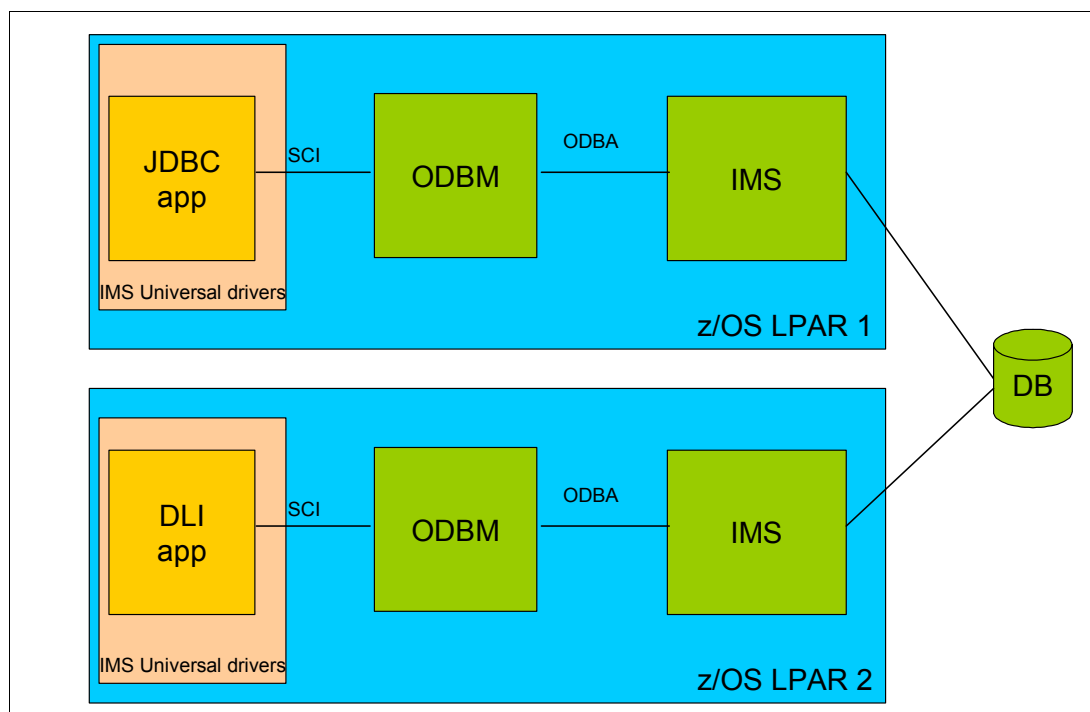 JDBC
app
SCI
ODBM
ODBA
IMS
IMS Universal drivers
z/OS LPAR 1
DB
DLI
app
SCI
ODBM
ODBA
IMS
IMS Universal drivers
z/OS LPAR 2